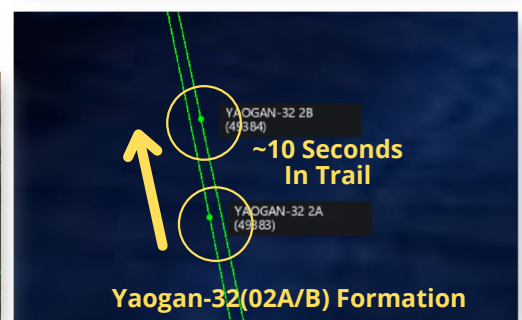 YAOGAN-32 2B
(49384)
~10 Seconds
In Trail
YAOGAN-32 2A
(49383)
Yaogan-32(02A/B) Formation